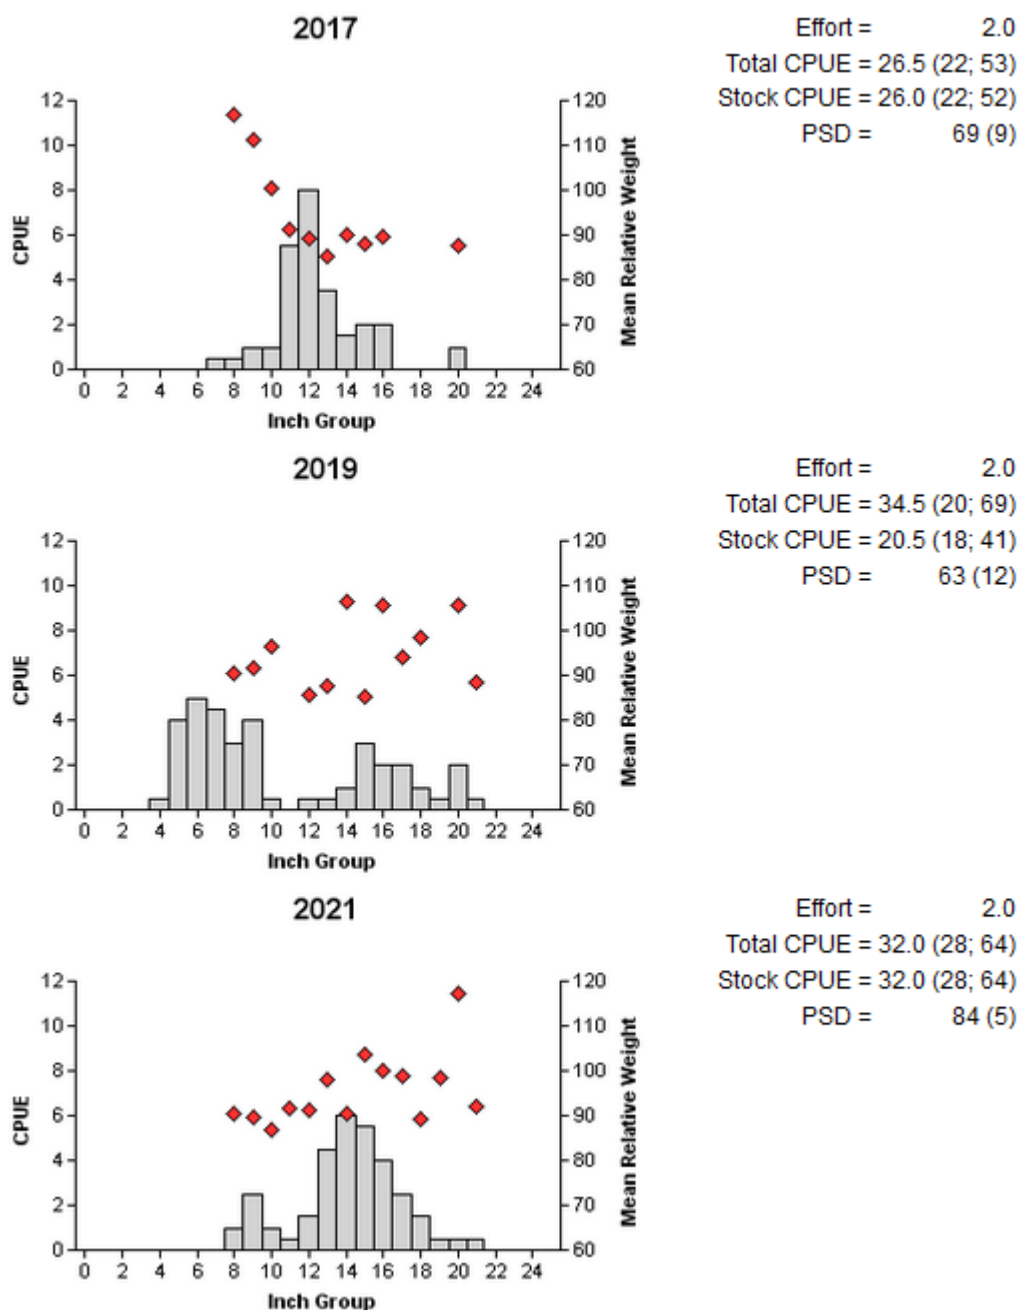 2017
Effort = 2.0
Total CPUE = 26.5 (22; 53)
Stock CPUE = 26.0 (22; 52)
PSD = 69 (9)
12
10
8
6
4
2
0
CPUE
120
110
100
90
80
70
60
Mean Relative Weight
0 2 4 6 8 10 12 14 16 18 20 22 24
Inch Group
2019
Effort = 2.0
Total CPUE = 34.5 (20; 69)
Stock CPUE = 20.5 (18; 41)
PSD = 63 (12)
12
10
8
6
4
2
0
CPUE
120
110
100
90
80
70
60
Mean Relative Weight
0 2 4 6 8 10 12 14 16 18 20 22 24
Inch Group
2021
Effort = 2.0
Total CPUE = 32.0 (28; 64)
Stock CPUE = 32.0 (28; 64)
PSD = 84 (5)
12
10
8
6
4
2
0
CPUE
120
110
100
90
80
70
60
Mean Relative Weight
0 2 4 6 8 10 12 14 16 18 20 22 24
Inch Group